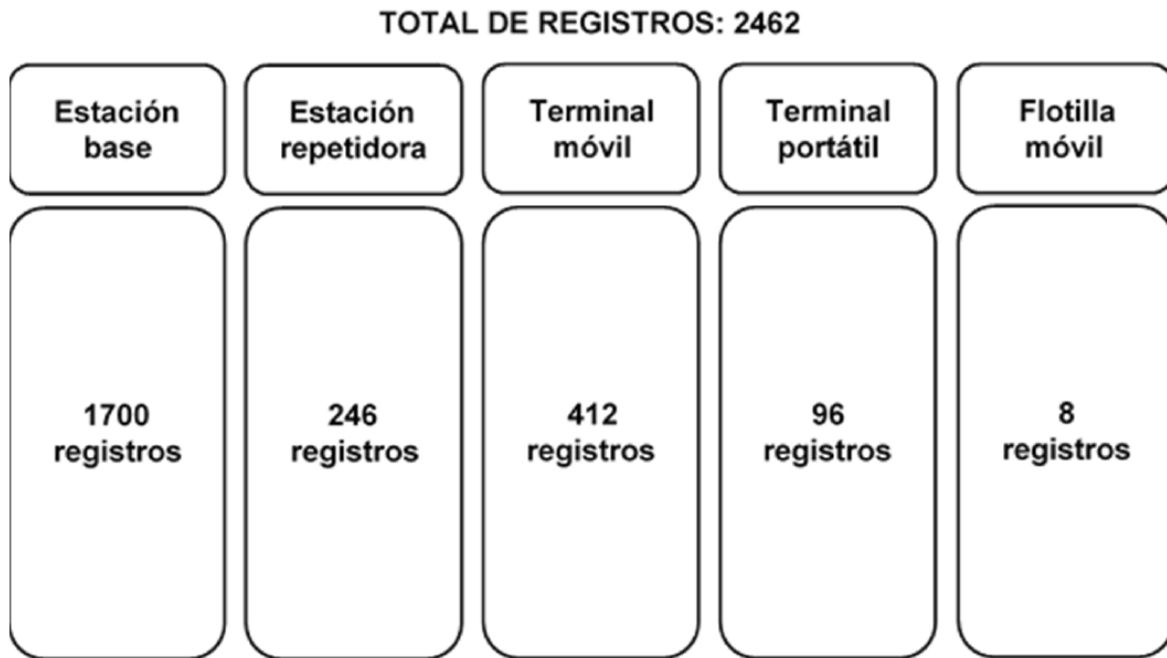 TOTAL DE REGISTROS: 2462
Estación
base
Estación
repetidora
Terminal
móvil
Terminal
portátil
Flotilla
móvil
1700
registros
246
registros
412
registros
96
registros
8
registros